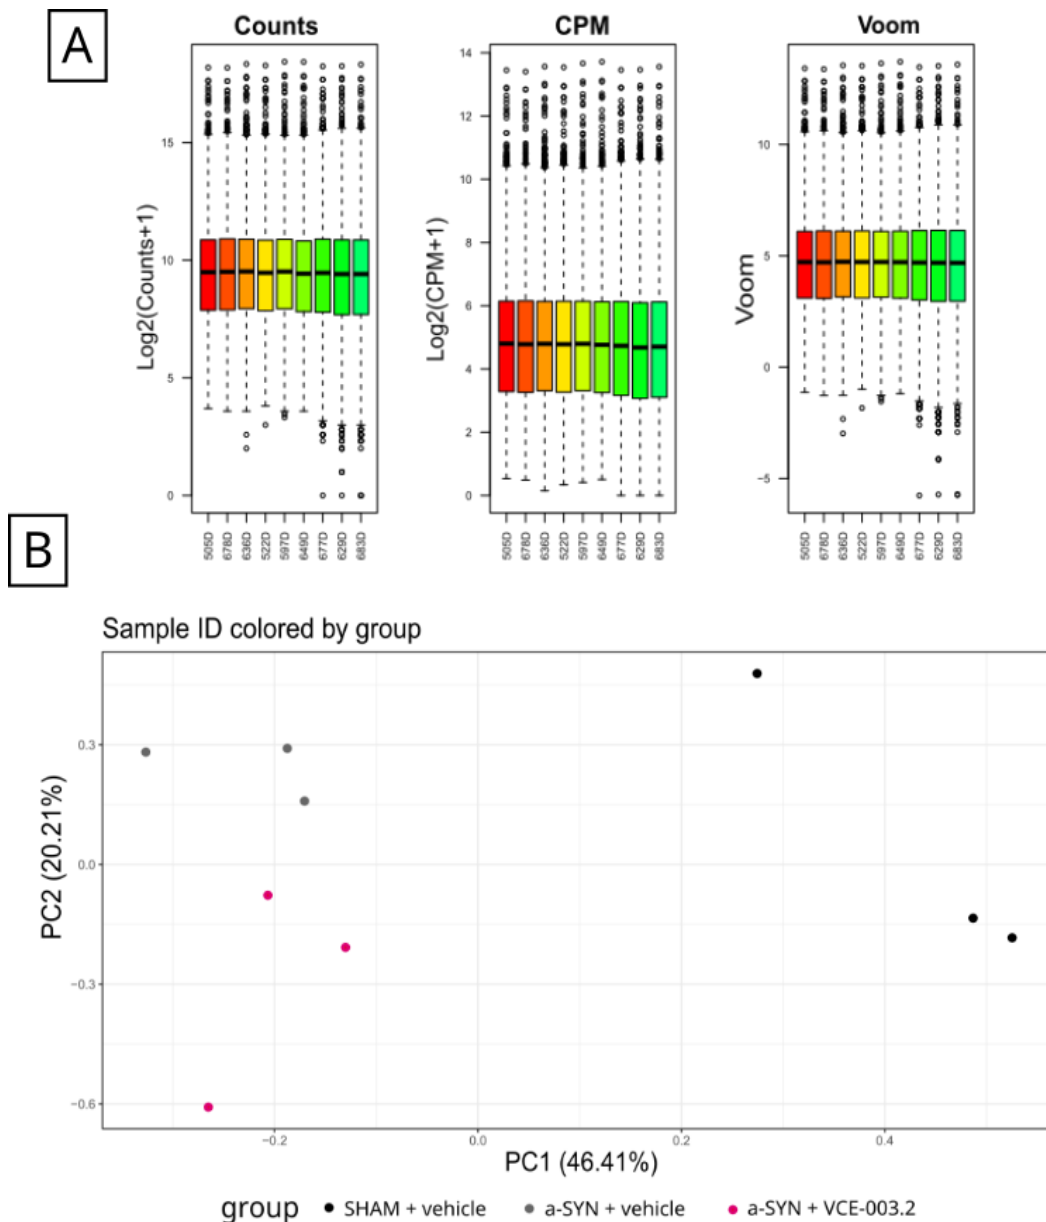 A
Counts
CPM
Voom
Log2(Counts+1)
15
10
5
0
505D
678D
636D
522D
597D
649D
677D
629D
683D
Log2(CPM+1)
14
12
10
8
6
4
2
0
505D
678D
636D
522D
597D
649D
677D
629D
683D
Voom
10
5
0
−5
505D
678D
636D
522D
597D
649D
677D
629D
683D
B
Sample ID colored by group
PC2 (20.21%)
0.3
0.0
−0.3
−0.6
−0.2
0.0
0.2
0.4
PC1 (46.41%)
group SHAM + vehicle a-SYN + vehicle a-SYN + VCE-003.2